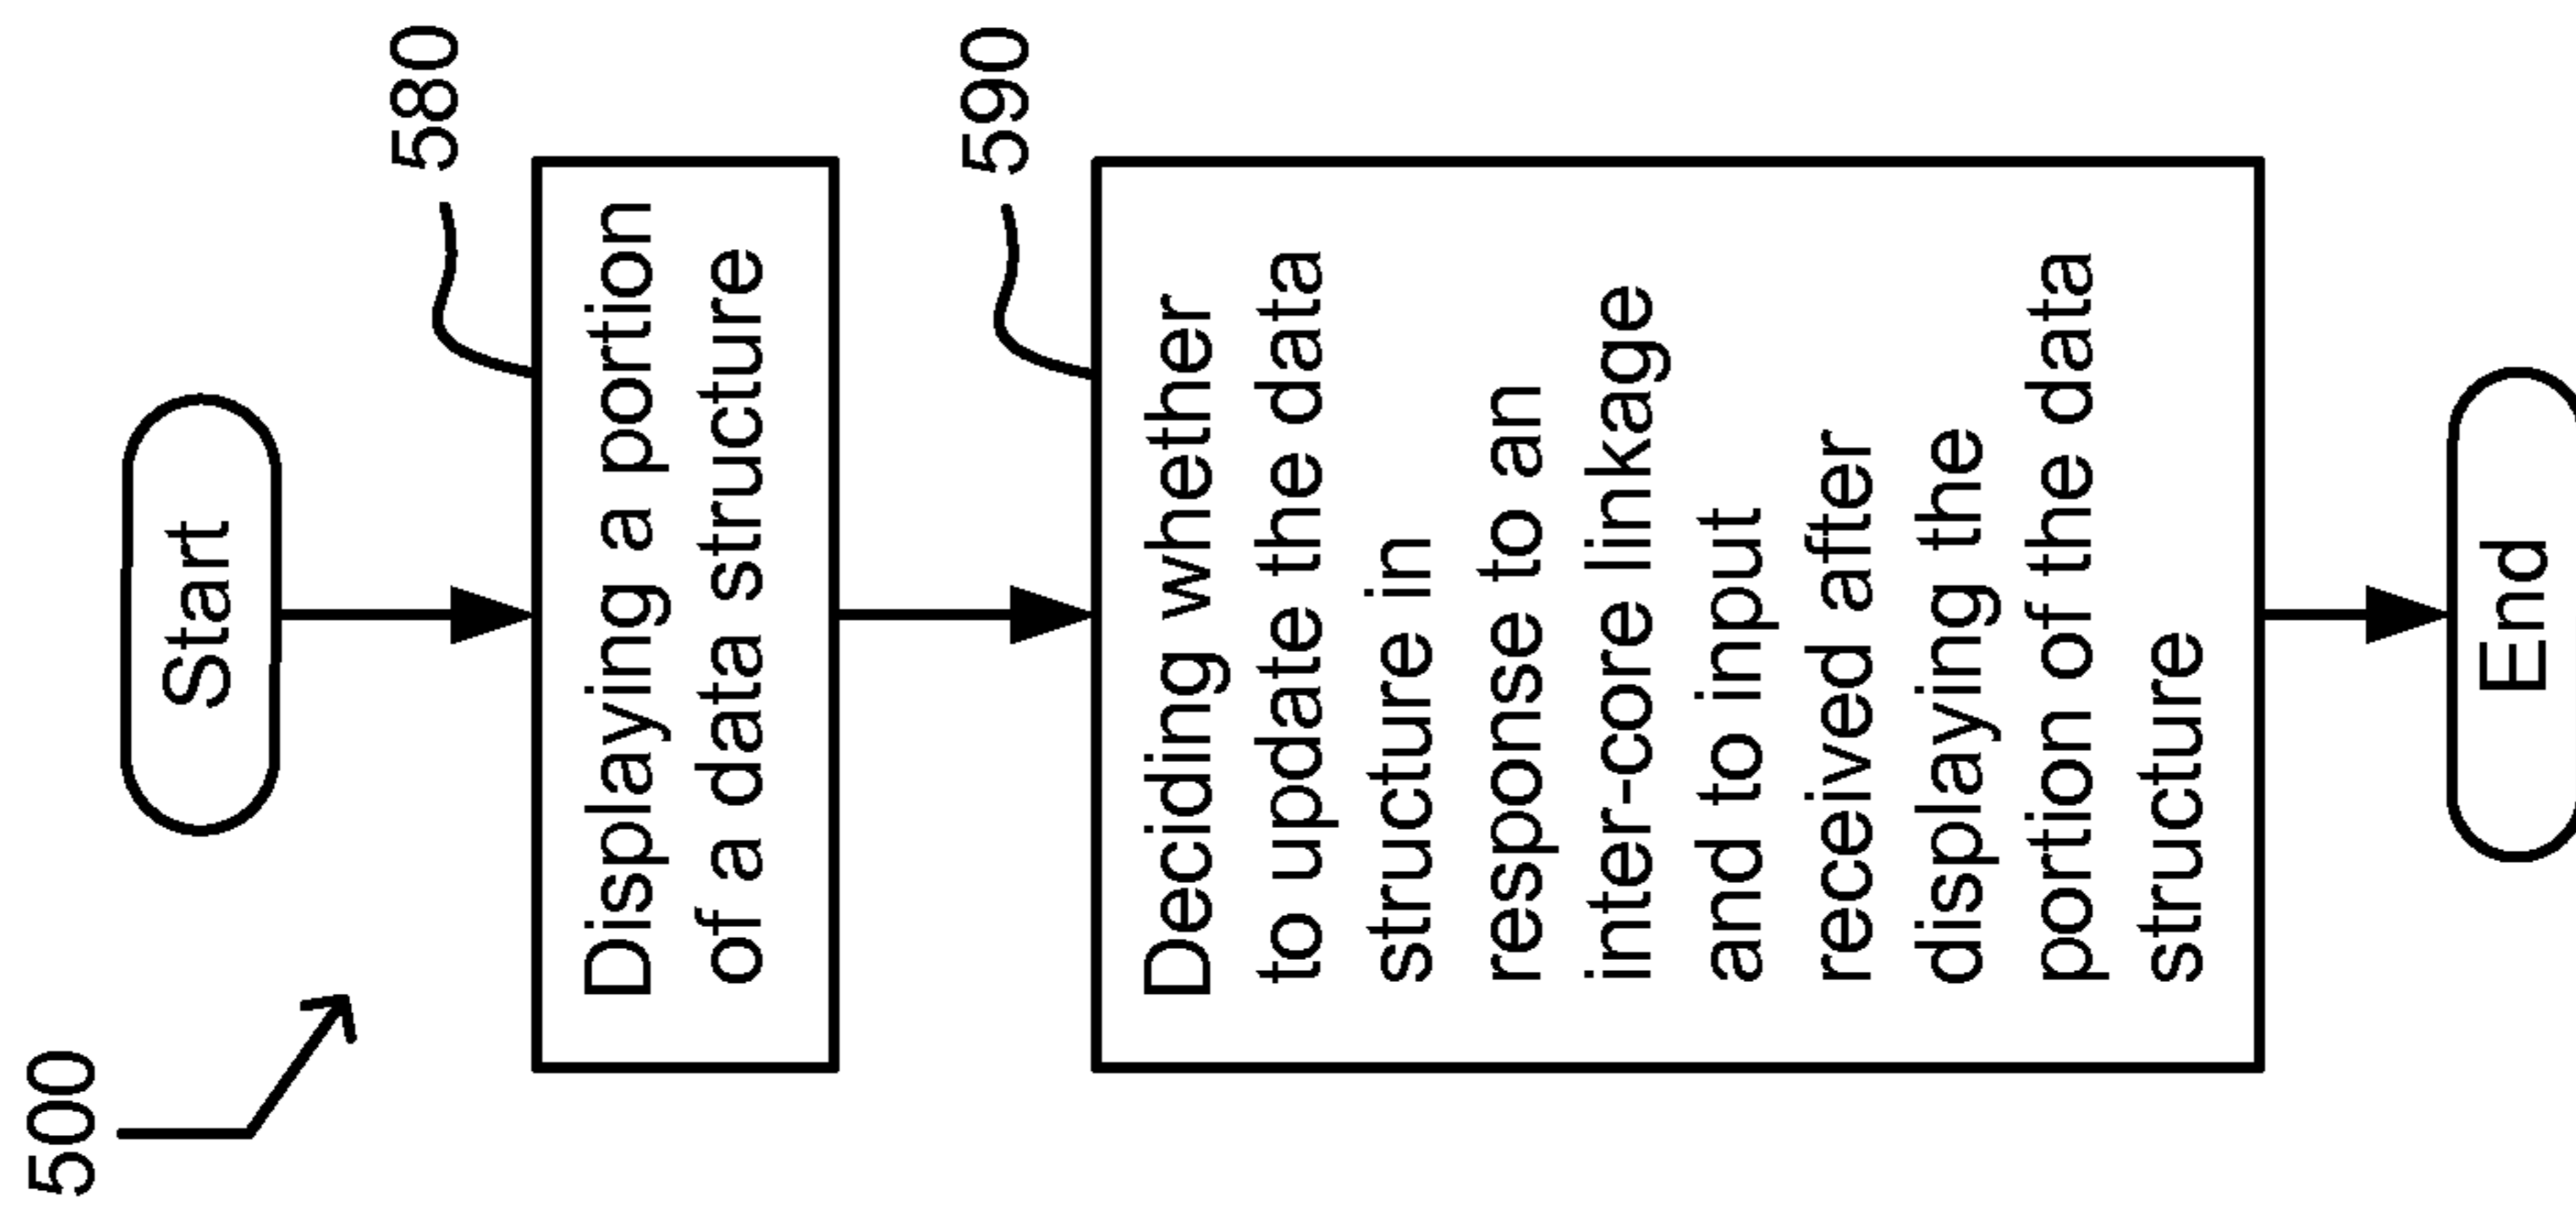 500
Start
580
Displaying a portion
of a data structure
590
Deciding whether
to update the data
structure in
response to an
inter-core linkage
and to input
received after
displaying the
portion of the data
structure
End